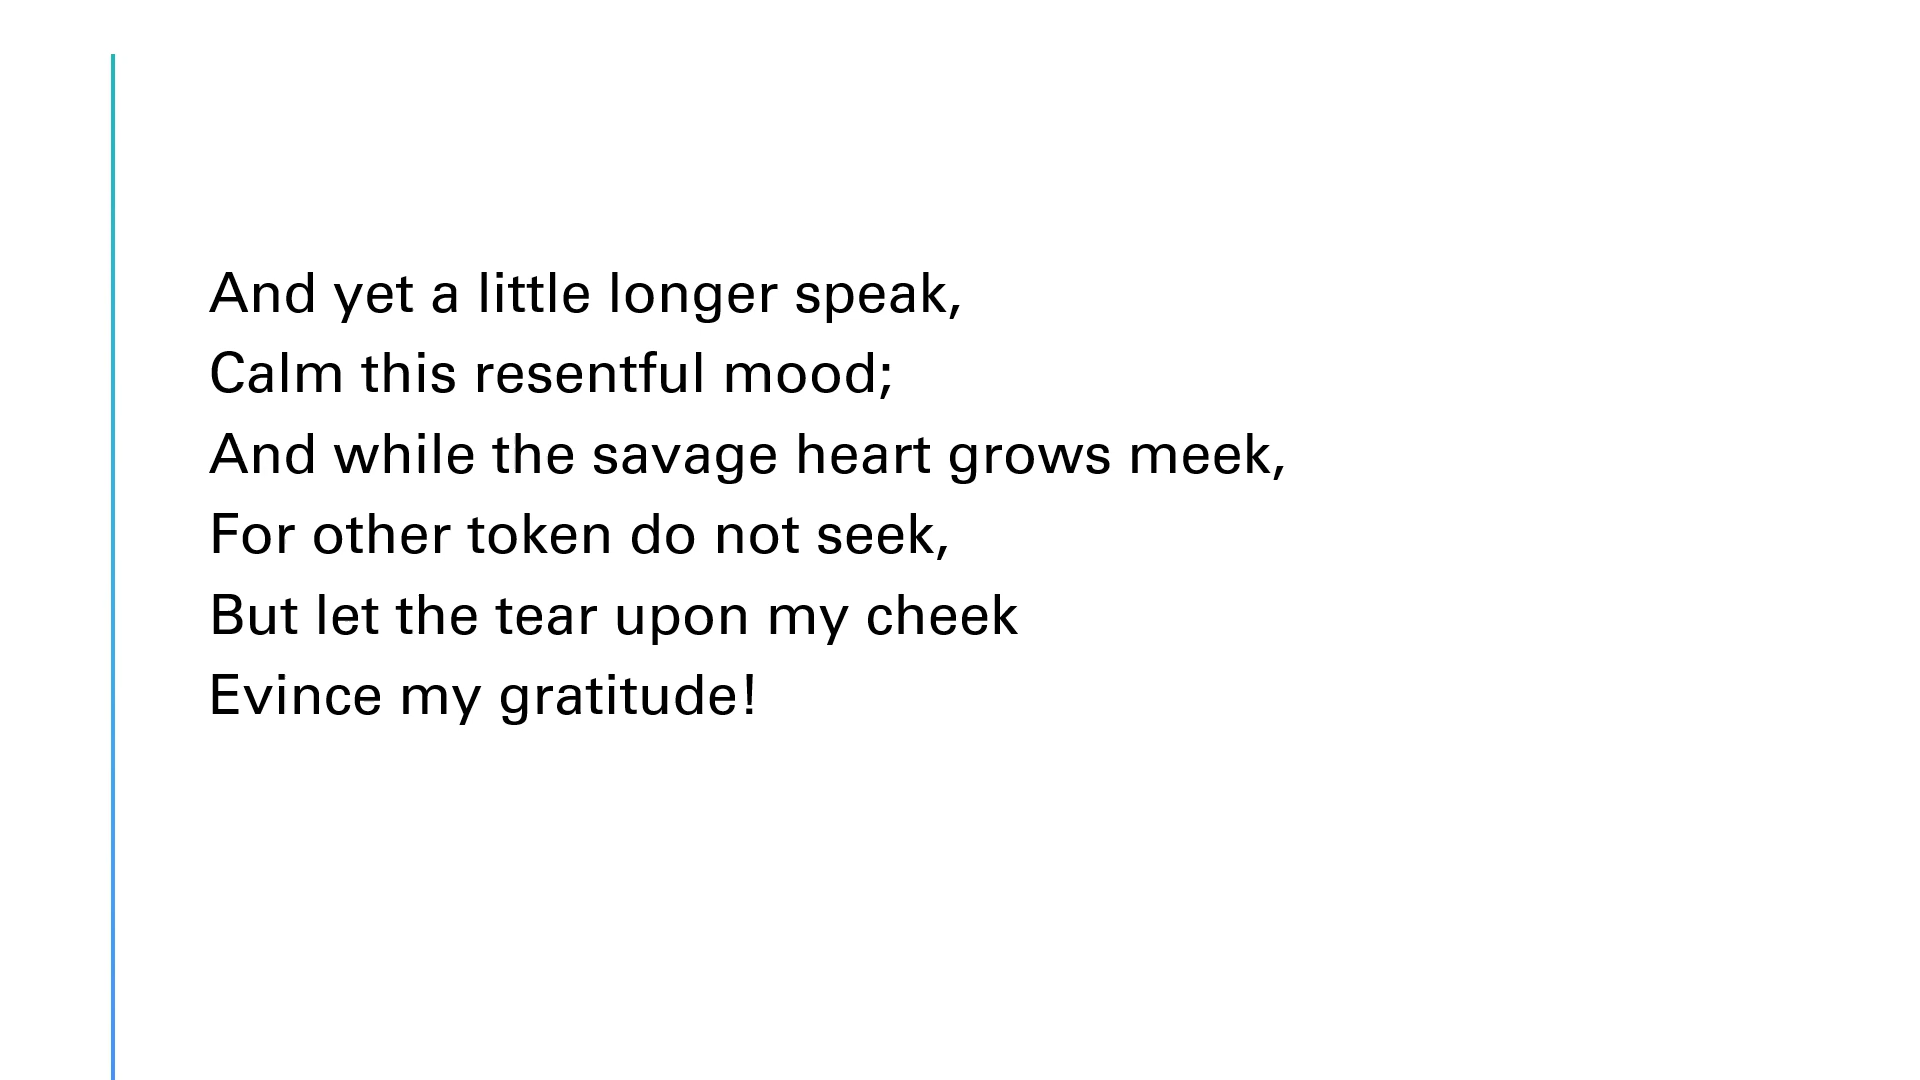 And yet a little longer speak,
Calm this resentful mood;
And while the savage heart grows meek,
For other token do not seek,
But let the tear upon my cheek
Evince my gratitude!